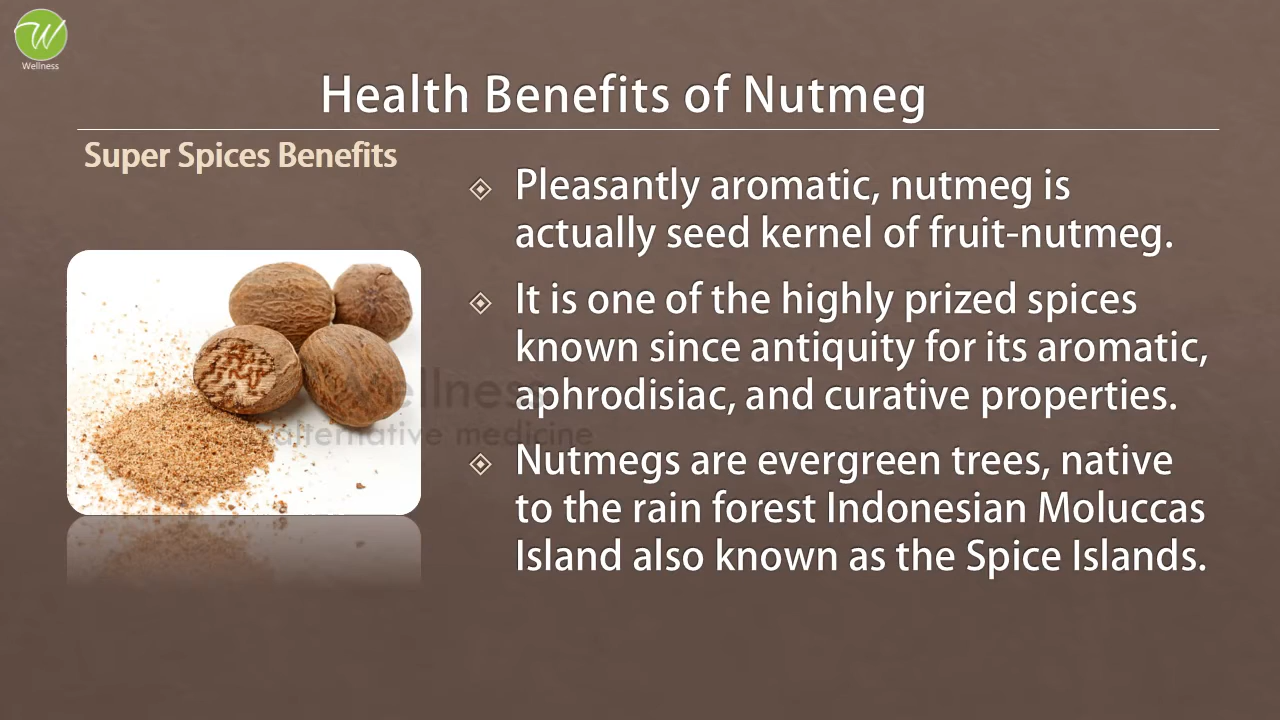 W
Wellness
Health Benefits of Nutmeg
Super Spices Benefits
Pleasantly aromatic, nutmeg is
actually seed kernel of fruit-nutmeg.
It is one of the highly prized spices
known since antiquity for its aromatic,
aphrodisiac, and curative properties.
Nutmegs are evergreen trees, native
to the rain forest Indonesian Moluccas
Island also known as the Spice Islands.
Wellness
alternative medicine